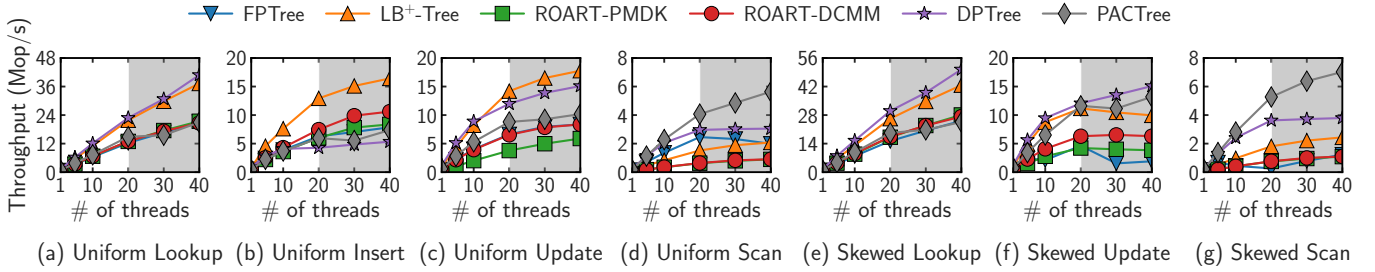 FPTree LB⁺-Tree ROART-PMDK ROART-DCMM DPTree PACTree
Throughput (Mop/s)
48 20 20 8 56 20 8
36 15 15 6 42 15 6
24 10 10 4 28 10 4
12 5 5 2 14 5 2
0 0 0 0 0 0 0
1 10 20 30 40 1 10 20 30 40 1 10 20 30 40 1 10 20 30 40 1 10 20 30 40 1 10 20 30 40 1 10 20 30 40
# of threads # of threads # of threads # of threads # of threads # of threads # of threads
(a) Uniform Lookup (b) Uniform Insert (c) Uniform Update (d) Uniform Scan (e) Skewed Lookup (f) Skewed Update (g) Skewed Scan